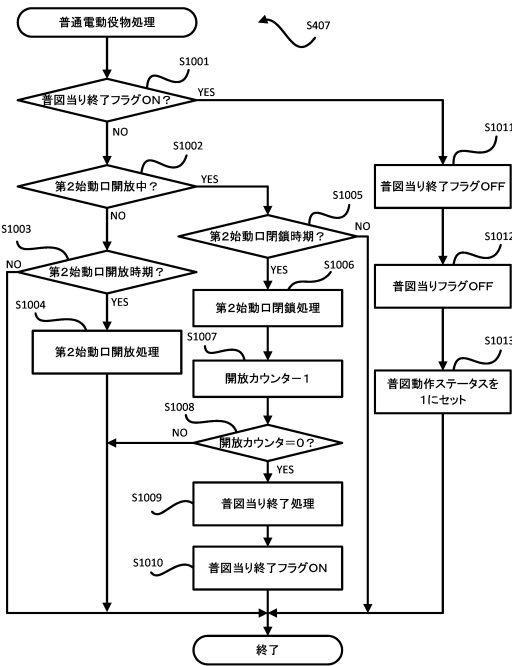 普通電動役物処理
S407
S1001
普図当り終了フラグON？
YES
NO
S1002
第2始動口開放中？
YES
NO
S1003
第2始動口開放時期？
NO
YES
S1004
第2始動口開放処理
S1005
第2始動口閉鎖時期？
NO
YES
S1006
第2始動口閉鎖処理
S1007
開放カウンター1
S1008
開放カウンタ＝0？
NO
YES
S1009
普図当り終了処理
S1010
普図当り終了フラグON
S1011
普図当り終了フラグOFF
S1012
普図当りフラグOFF
S1013
普図動作ステータスを
1にセット
終了